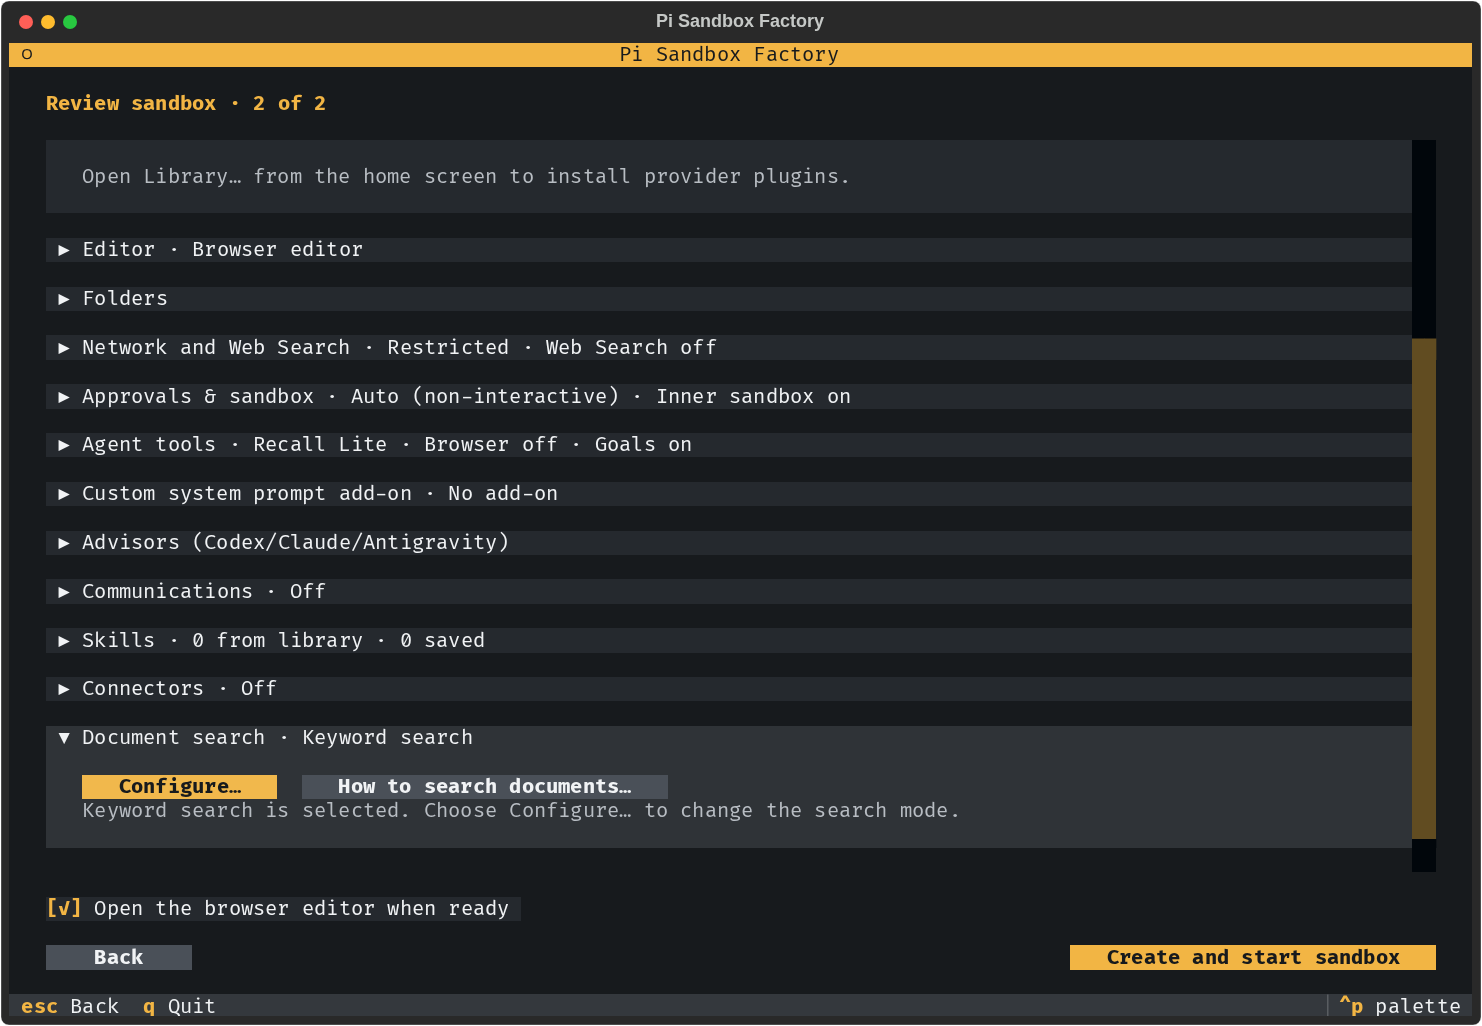 Pi Sandbox Factory
O Pi Sandbox Factory
Review sandbox · 2 of 2
Open Library… from the home screen to install provider plugins.
▶ Editor · Browser editor
▶ Folders
▶ Network and Web Search · Restricted · Web Search off
▶ Approvals & sandbox · Auto (non-interactive) · Inner sandbox on
▶ Agent tools · Recall Lite · Browser off · Goals on
▶ Custom system prompt add-on · No add-on
▶ Advisors (Codex/Claude/Antigravity)
▶ Communications · Off
▶ Skills · 0 from library · 0 saved
▶ Connectors · Off
▼ Document search · Keyword search
Configure… How to search documents…
Keyword search is selected. Choose Configure… to change the search mode.
[√] Open the browser editor when ready
Back Create and start sandbox
esc Back q Quit ^p palette